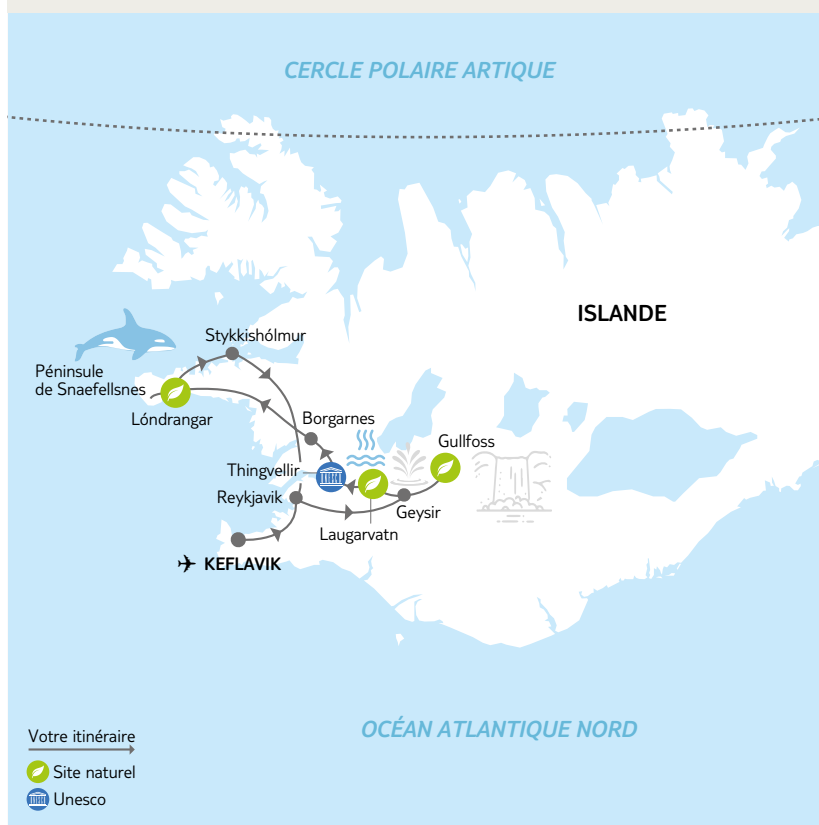 CERCLE POLAIRE ARTIQUE
ISLANDE
Stykkishólmur
Péninsule
de Snaefellsnes
Lóndrangar
Borgarnes
Gullfoss
Thingvellir
Reykjavik
Geysir
Laugarvatn
KEFLAVIK
OCÉAN ATLANTIQUE NORD
Votre itinéraire
Site naturel
Unesco